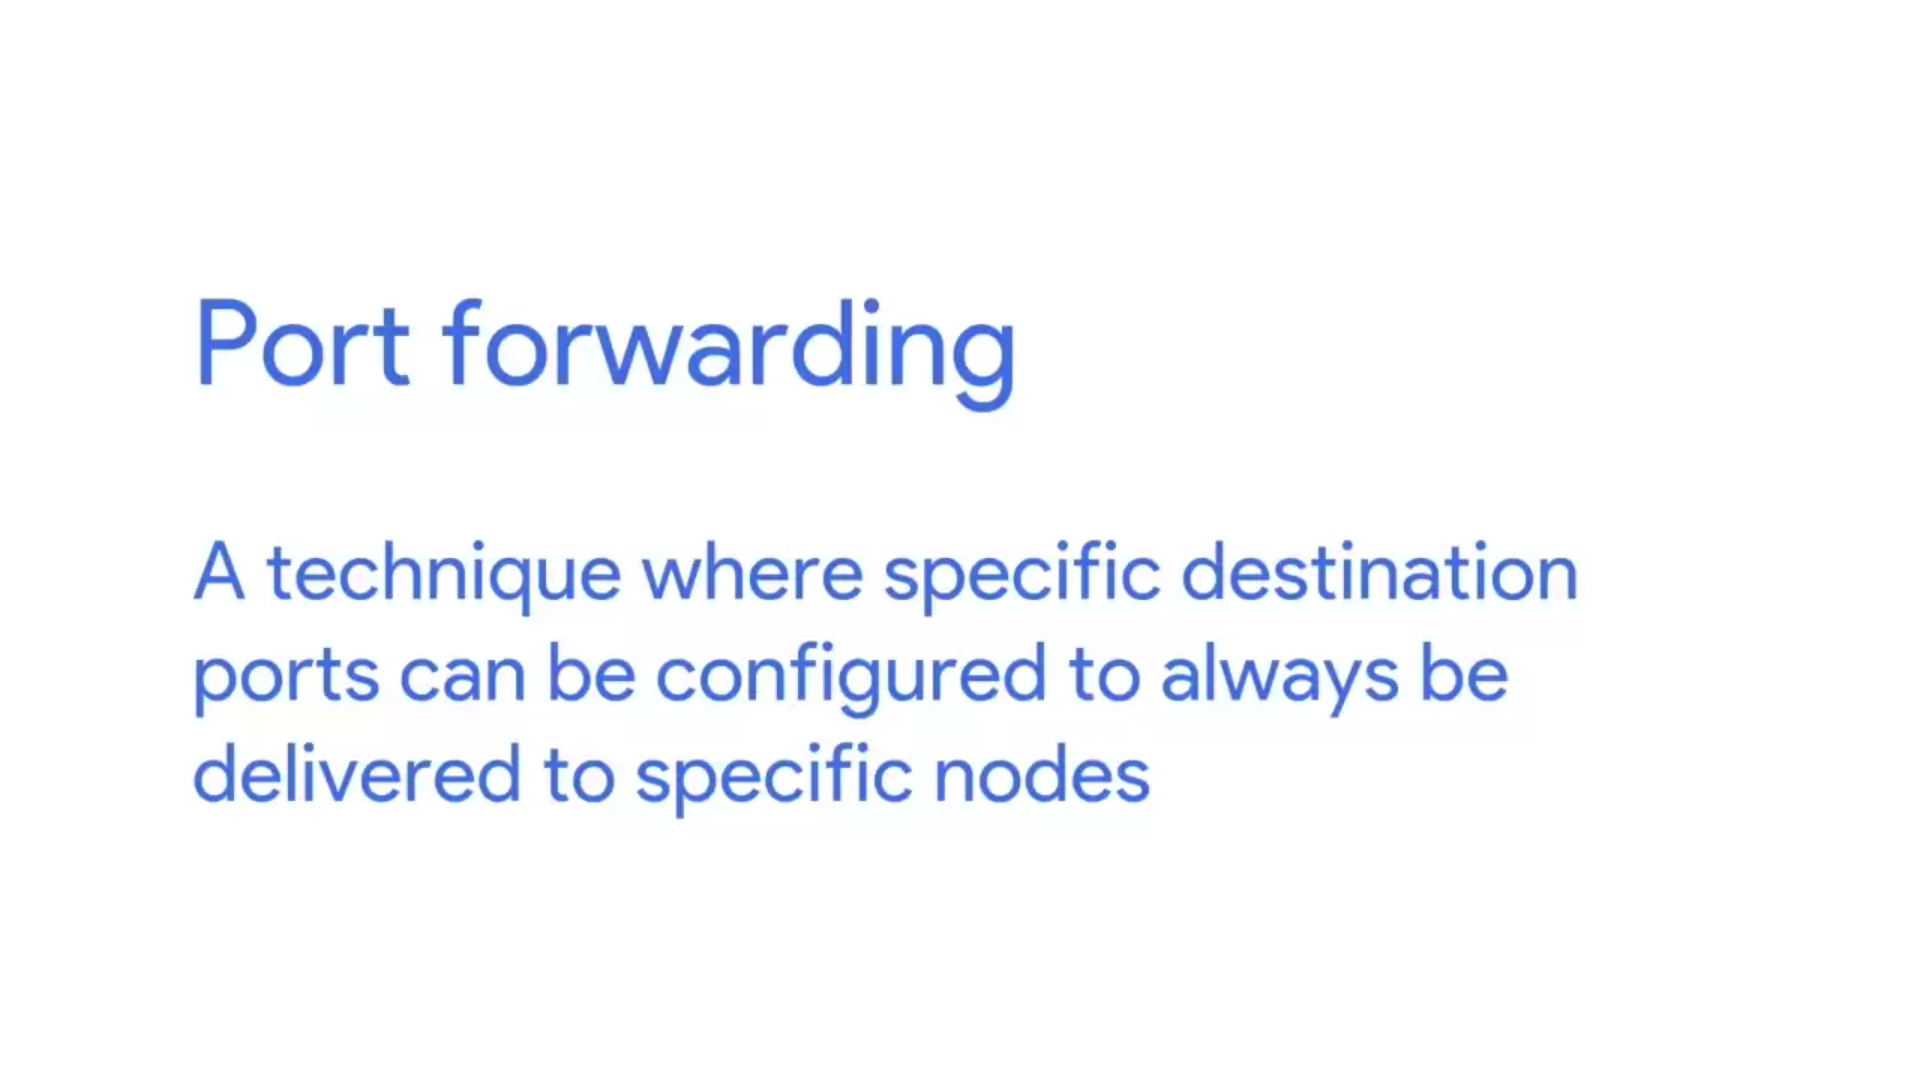 Port forwarding
A technique where specific destination
ports can be configured to always be
delivered to specific nodes